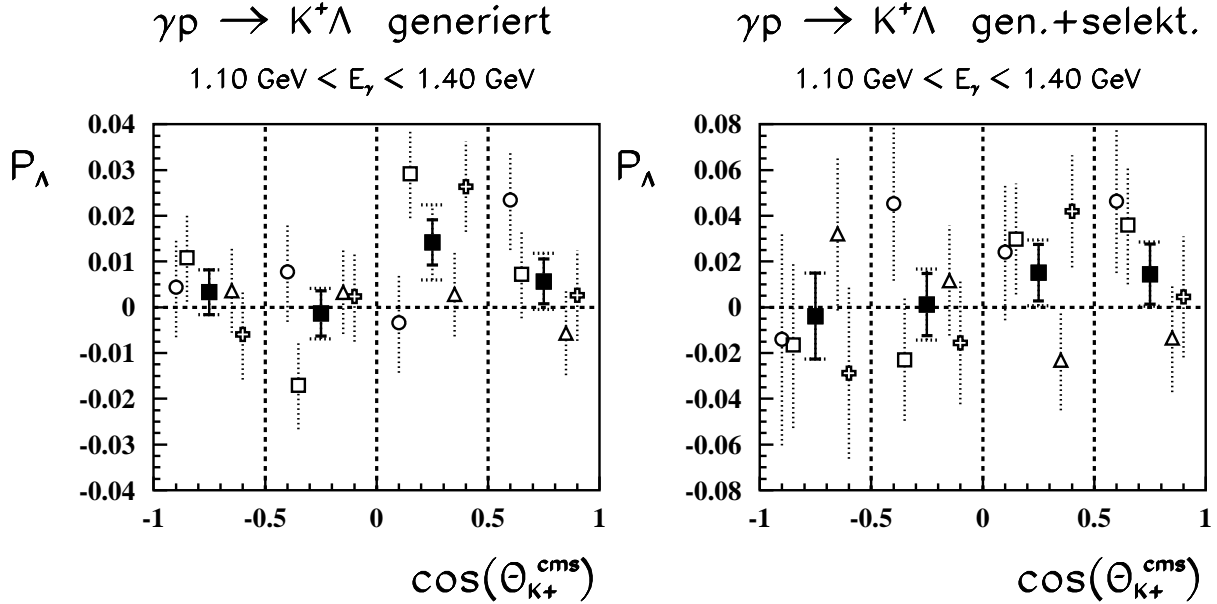 γp → K⁺Λ generiert
1.10 GeV < Eγ < 1.40 GeV
P_Λ
0.04
0.03
0.02
0.01
0
-0.01
-0.02
-0.03
-0.04
-1 -0.5 0 0.5 1
cos(Θ_K+^cms)
γp → K⁺Λ gen.+selekt.
1.10 GeV < Eγ < 1.40 GeV
P_Λ
0.08
0.06
0.04
0.02
0
-0.02
-0.04
-0.06
-0.08
-1 -0.5 0 0.5 1
cos(Θ_K+^cms)